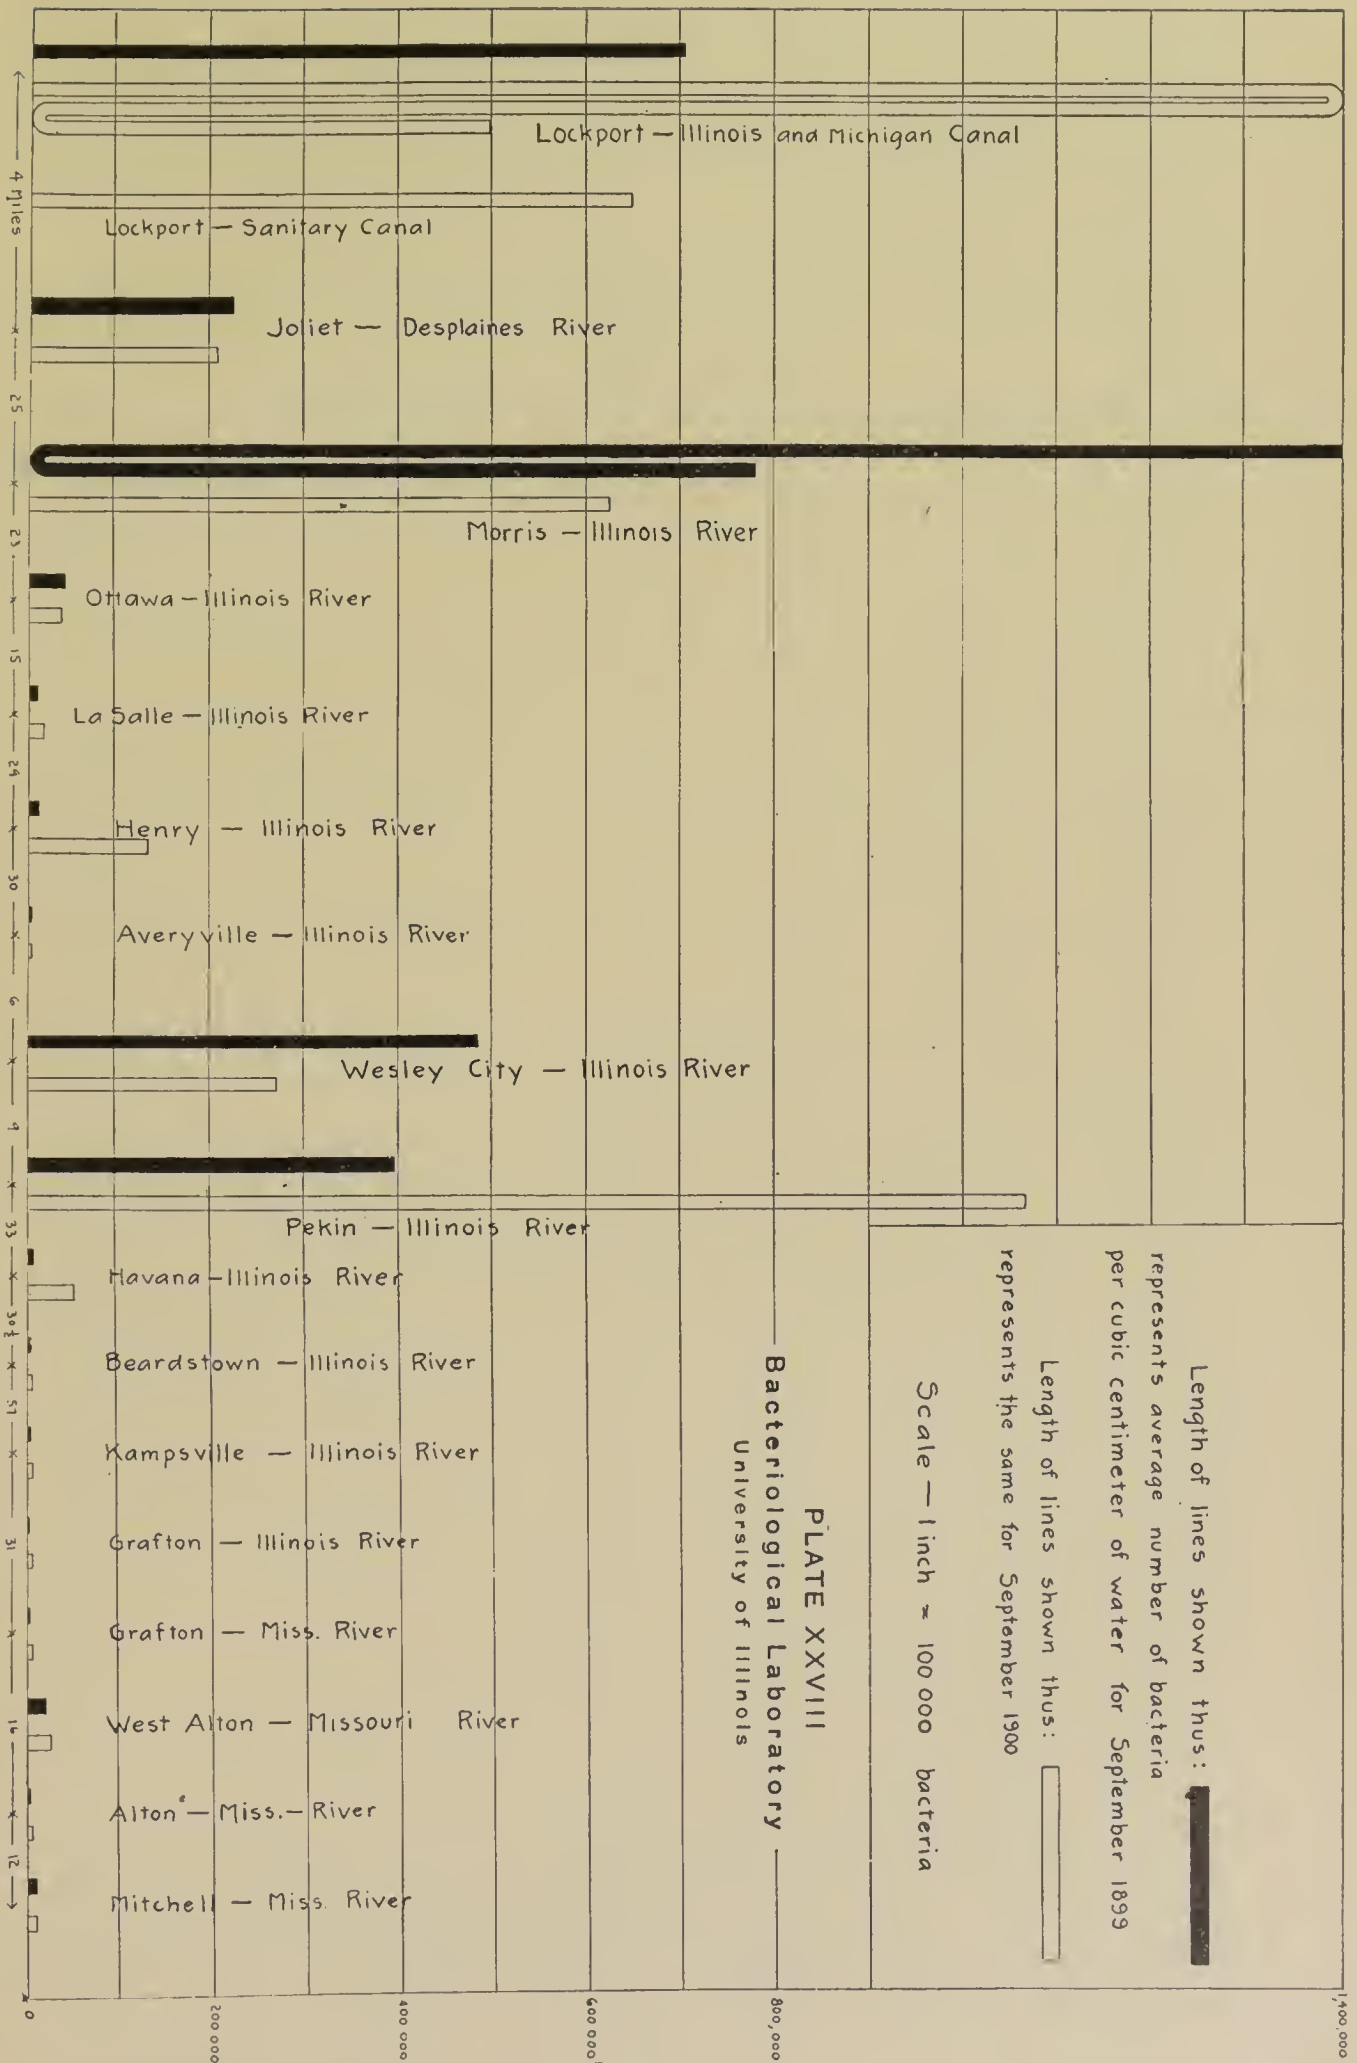 Lockport — Illinois and Michigan Canal
Lockport — Sanitary Canal
Joliet — Desplaines River
Morris — Illinois River
Ottawa — Illinois River
La Salle — Illinois River
Henry — Illinois River
Averyville — Illinois River
Wesley City — Illinois River
Pekin — Illinois River
Havana — Illinois River
Beardstown — Illinois River
Kampsville — Illinois River
Grafton — Illinois River
Grafton — Miss. River
West Alton — Missouri River
Alton — Miss. — River
Mitchell — Miss. River
4 Miles
25
23
15
29
30
6
9
33
30½
57
31
16
12
Length of lines shown thus:
represents average number of bacteria
per cubic centimeter of water for September 1899
Length of lines shown thus:
represents the same for September 1900
Scale — 1 inch = 100 000 bacteria
PLATE XXVIII
Bacteriological Laboratory
University of Illinois
0
200 000
400 000
600 000
800,000
1,400,000